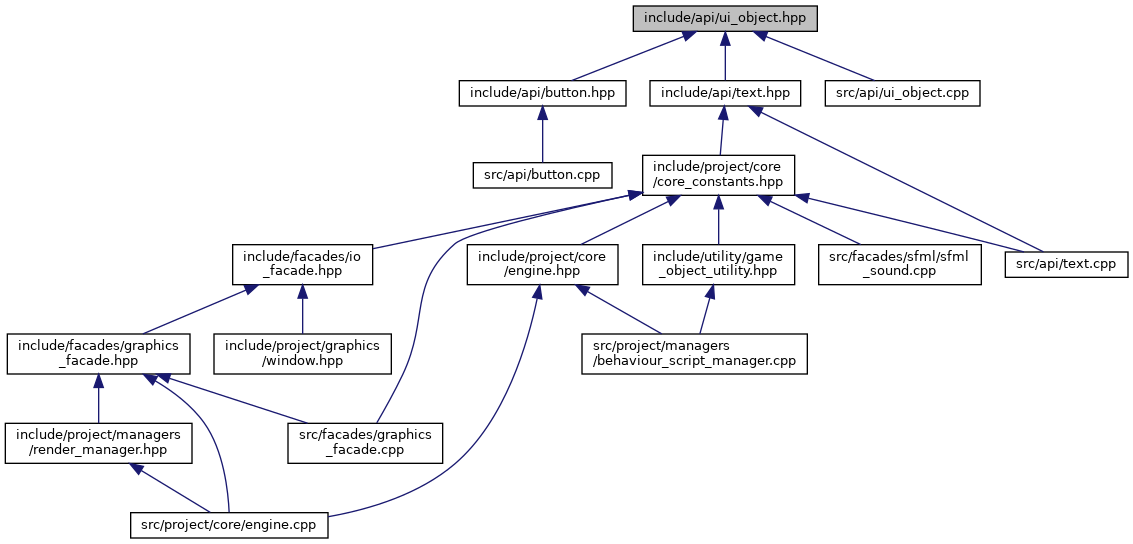 include/api/ui_object.hpp
include/api/button.hpp
include/api/text.hpp
src/api/ui_object.cpp
src/api/button.cpp
include/project/core
/core_constants.hpp
include/facades/io
_facade.hpp
include/project/core
/engine.hpp
include/utility/game
_object_utility.hpp
src/facades/sfml/sfml
_sound.cpp
src/api/text.cpp
include/facades/graphics
_facade.hpp
include/project/graphics
/window.hpp
src/project/managers
/behaviour_script_manager.cpp
include/project/managers
/render_manager.hpp
src/facades/graphics
_facade.cpp
src/project/core/engine.cpp